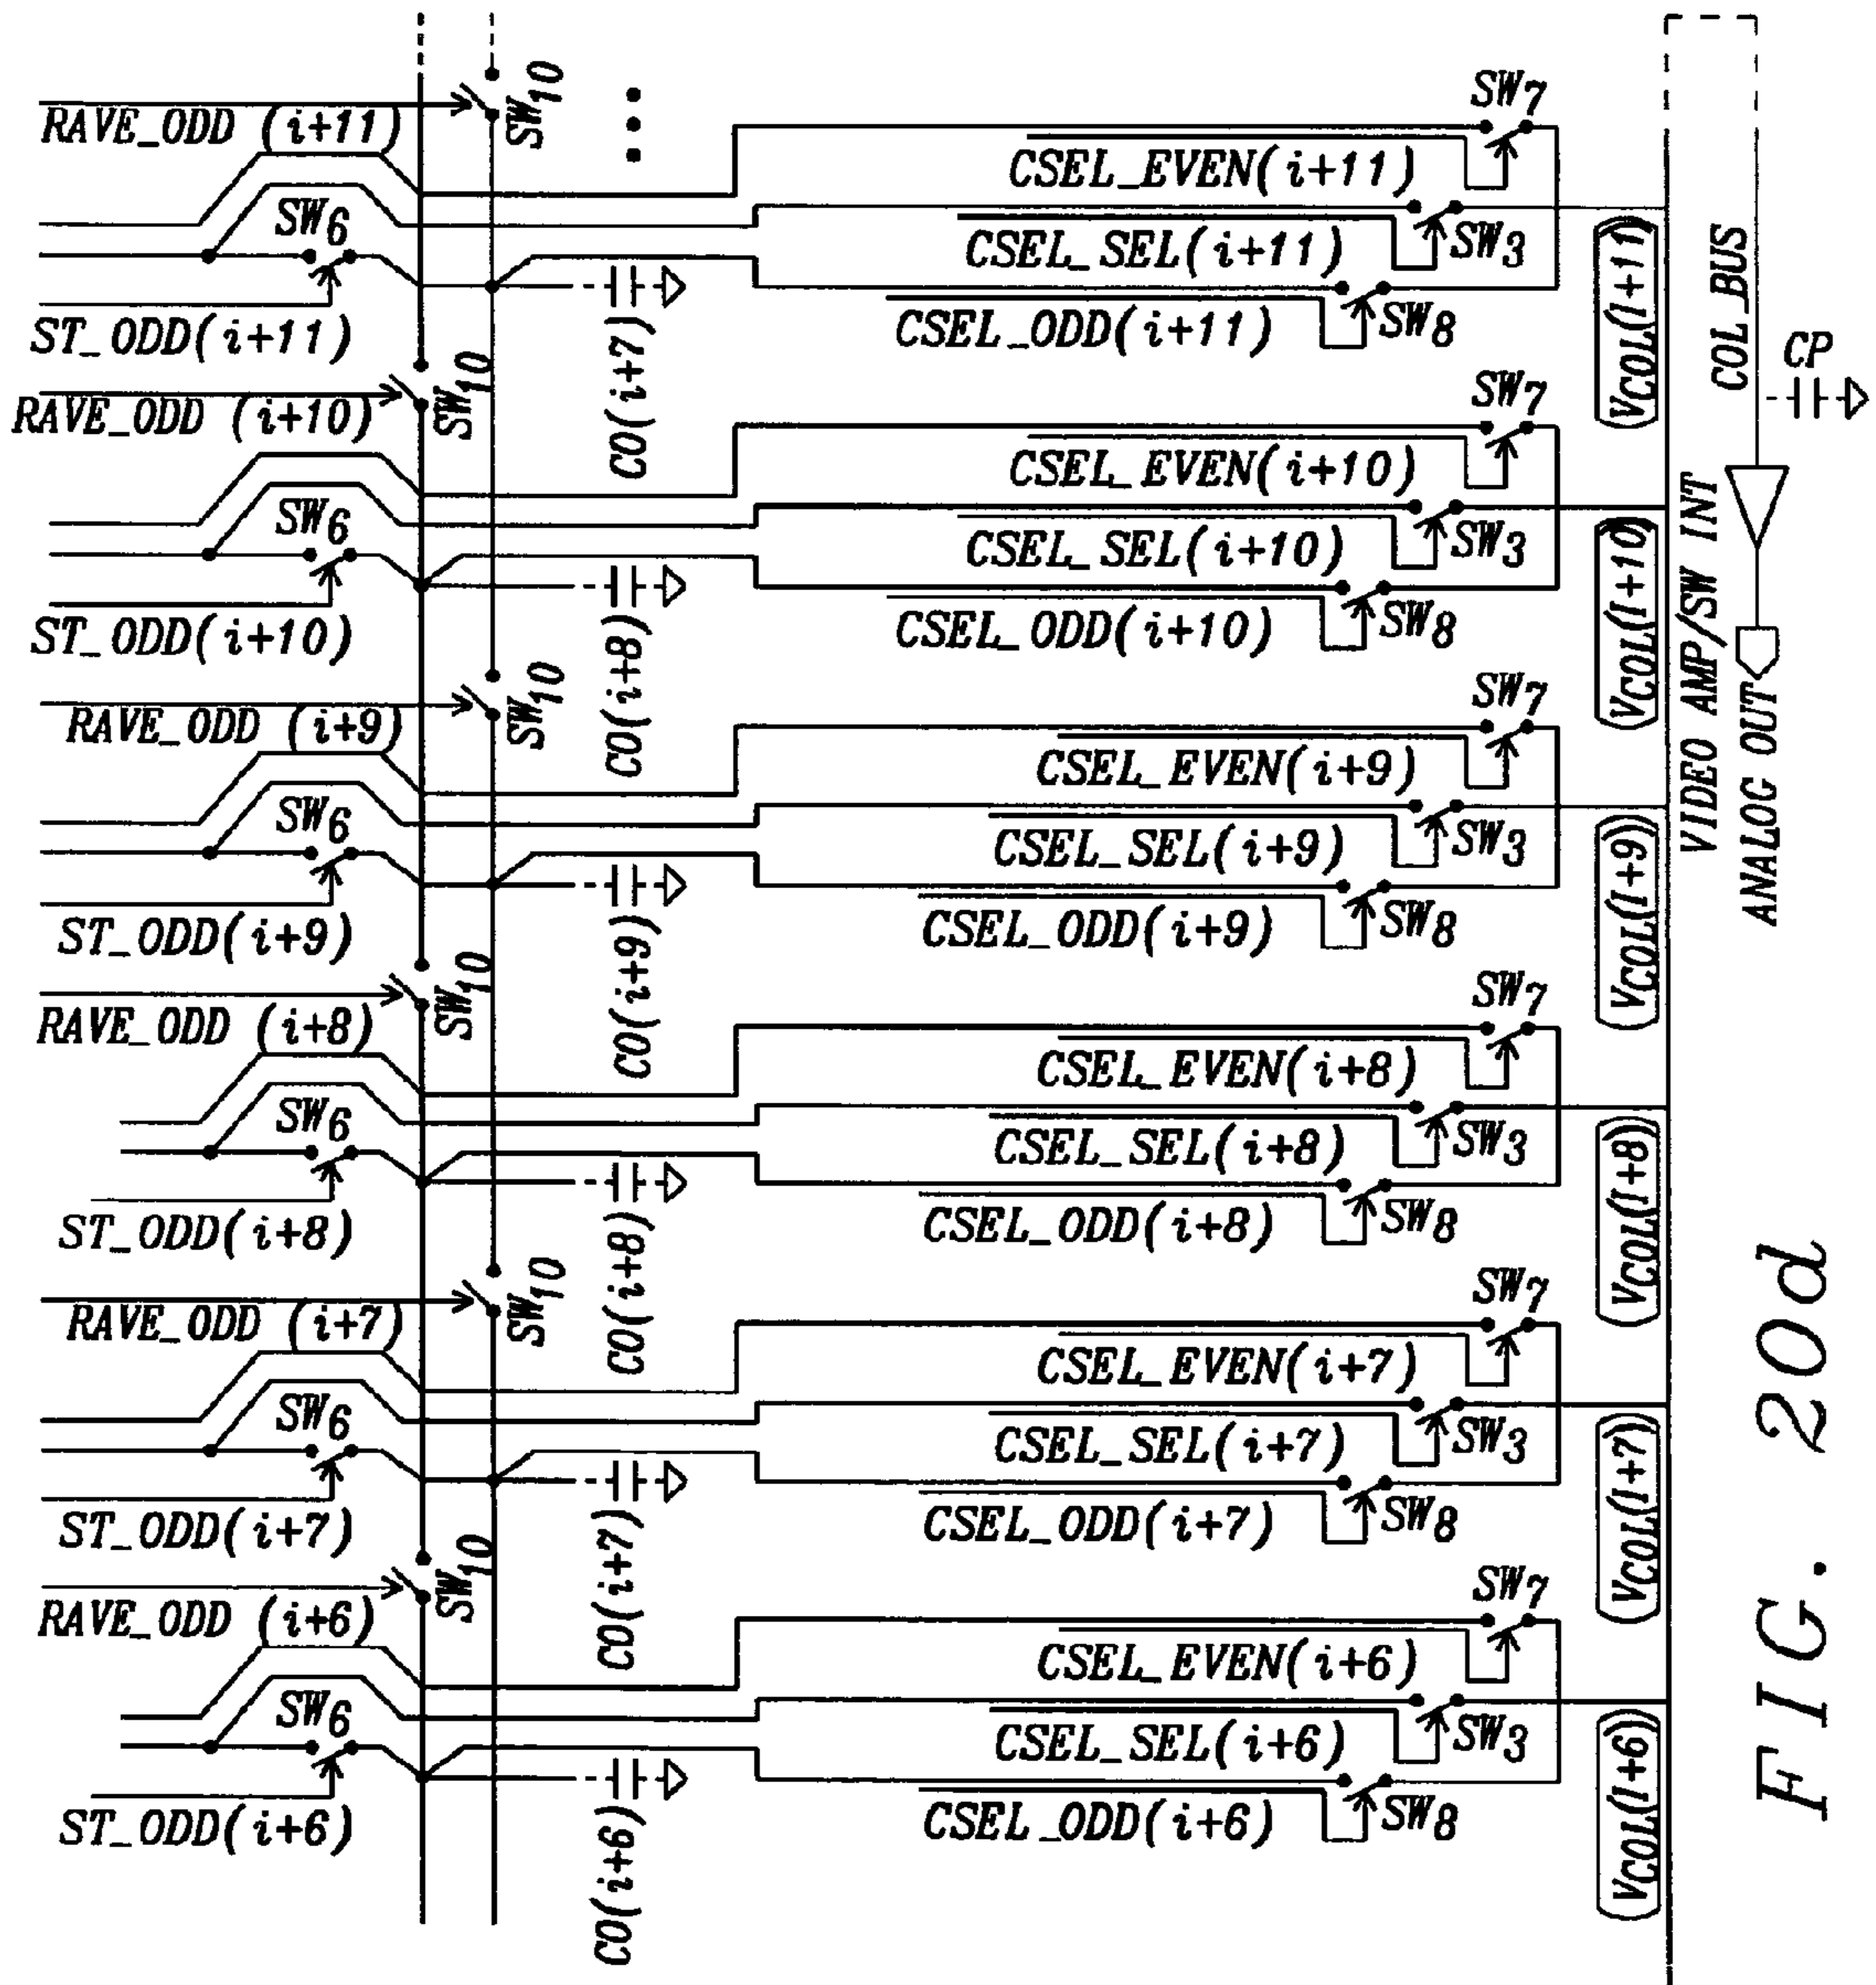 RAVE_ODD (i+11)
SW10
SW7
CSEL_EVEN(i+11)
SW6
CSEL_SEL(i+11)
SW3
ST_ODD(i+11)
CO(i+7)
CSEL_ODD(i+11)
SW8
VCOL(I+11)
COL_BUS
CP
RAVE_ODD (i+10)
SW10
SW7
CSEL_EVEN(i+10)
SW6
CSEL_SEL(i+10)
SW3
ST_ODD(i+10)
CO(i+8)
CSEL_ODD(i+10)
SW8
VCOL(I+10)
VIDEO AMP/SW INT
ANALOG OUT
RAVE_ODD (i+9)
SW10
SW7
CSEL_EVEN(i+9)
SW6
CSEL_SEL(i+9)
SW3
ST_ODD(i+9)
CO(i+9)
CSEL_ODD(i+9)
SW8
VCOL(I+9)
RAVE_ODD (i+8)
SW10
SW7
CSEL_EVEN(i+8)
SW6
CSEL_SEL(i+8)
SW3
ST_ODD(i+8)
CO(i+8)
CSEL_ODD(i+8)
SW8
VCOL(I+8)
RAVE_ODD (i+7)
SW10
SW7
CSEL_EVEN(i+7)
SW6
CSEL_SEL(i+7)
SW3
ST_ODD(i+7)
CO(i+7)
CSEL_ODD(i+7)
SW8
VCOL(I+7)
RAVE_ODD (i+6)
SW10
SW7
CSEL_EVEN(i+6)
SW6
CSEL_SEL(i+6)
SW3
ST_ODD(i+6)
CO(i+6)
CSEL_ODD(i+6)
SW8
VCOL(I+6)
FIG. 20d